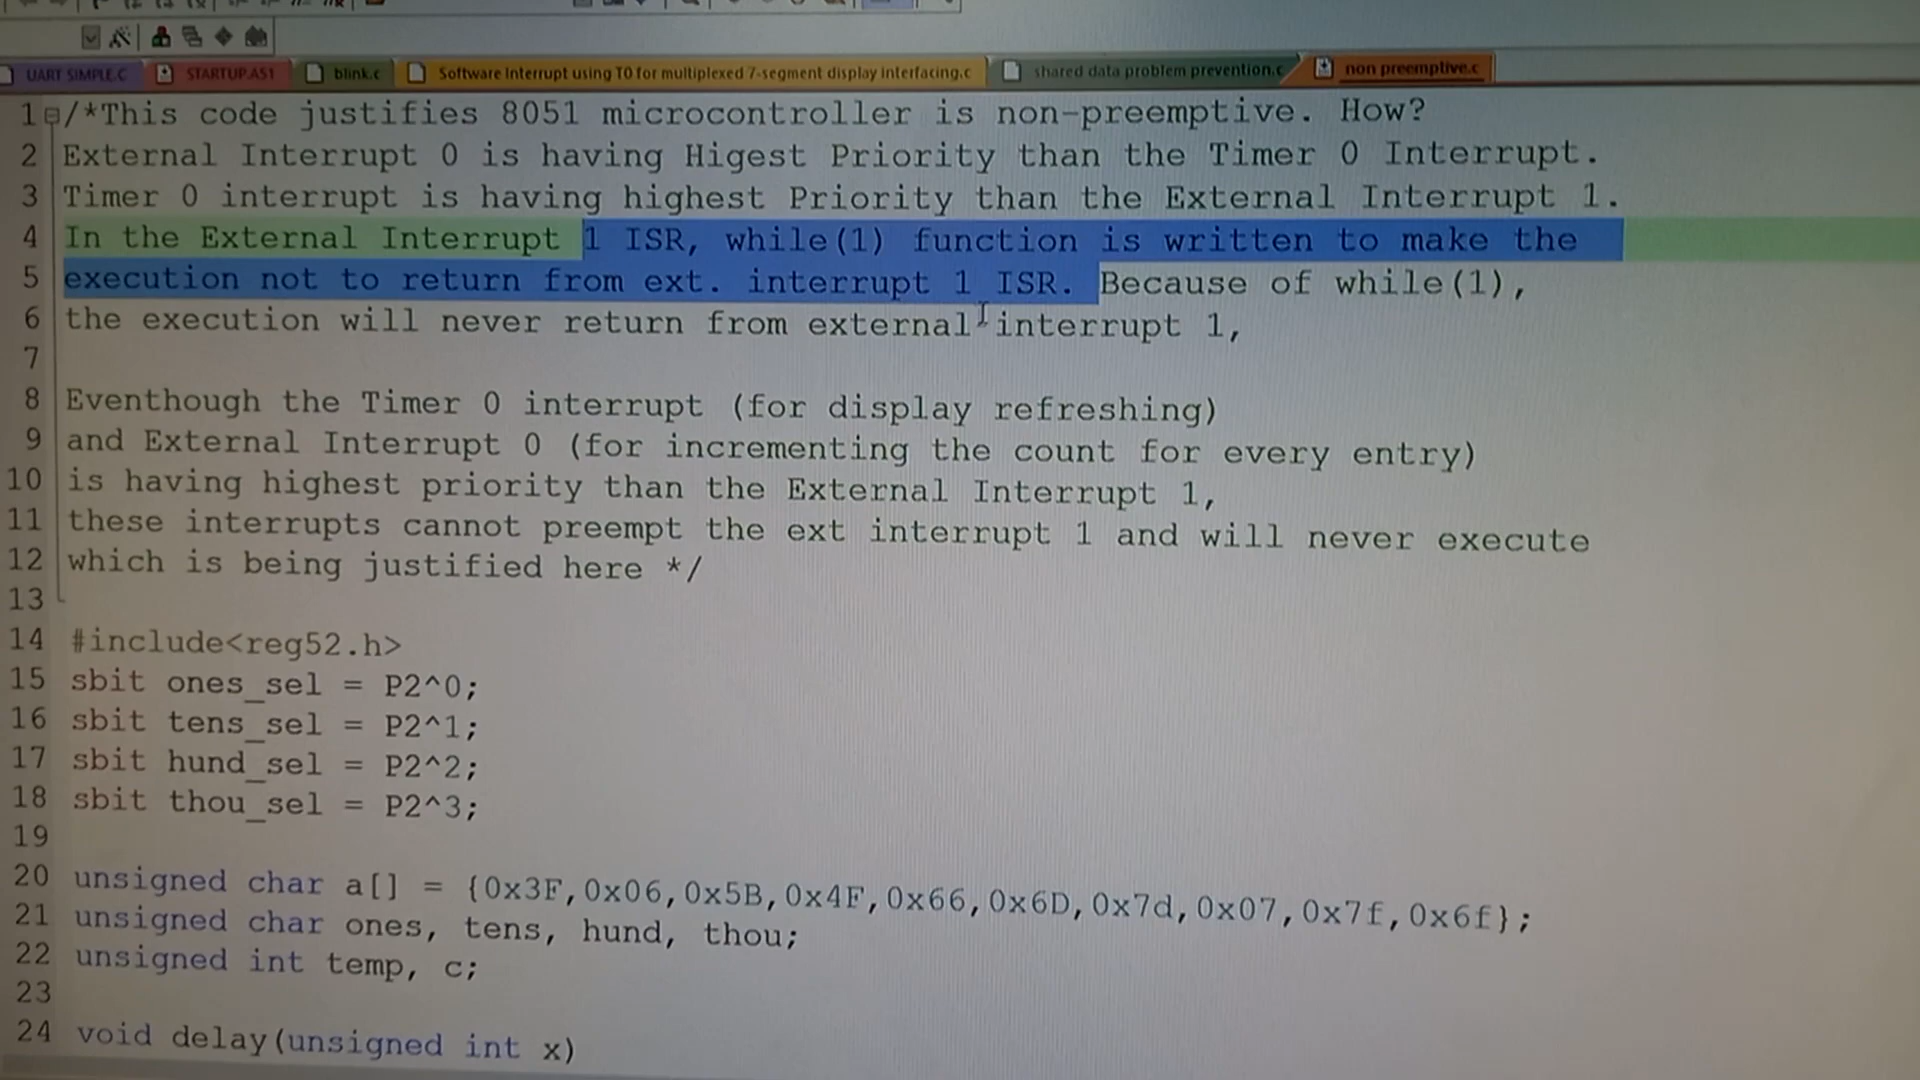 UART SIMPLE.C
STARTUP.A51
blink.c
Software Interrupt using T0 for multiplexed 7-segment display interfacing.c
shared data problem prevention.c
non preemptive.c
1 /*This code justifies 8051 microcontroller is non-preemptive. How?
2 External Interrupt 0 is having Higest Priority than the Timer 0 Interrupt.
3 Timer 0 interrupt is having highest Priority than the External Interrupt 1.
4 In the External Interrupt 1 ISR, while(1) function is written to make the
5 execution not to return from ext. interrupt 1 ISR. Because of while(1),
6 the execution will never return from external interrupt 1,
7
8 Eventhough the Timer 0 interrupt (for display refreshing)
9 and External Interrupt 0 (for incrementing the count for every entry)
10 is having highest priority than the External Interrupt 1,
11 these interrupts cannot preempt the ext interrupt 1 and will never execute
12 which is being justified here */
13
14 #include<reg52.h>
15 sbit ones_sel = P2^0;
16 sbit tens_sel = P2^1;
17 sbit hund_sel = P2^2;
18 sbit thou_sel = P2^3;
19
20 unsigned char a[] = {0x3F,0x06,0x5B,0x4F,0x66,0x6D,0x7d,0x07,0x7f,0x6f};
21 unsigned char ones, tens, hund, thou;
22 unsigned int temp, c;
23
24 void delay(unsigned int x)